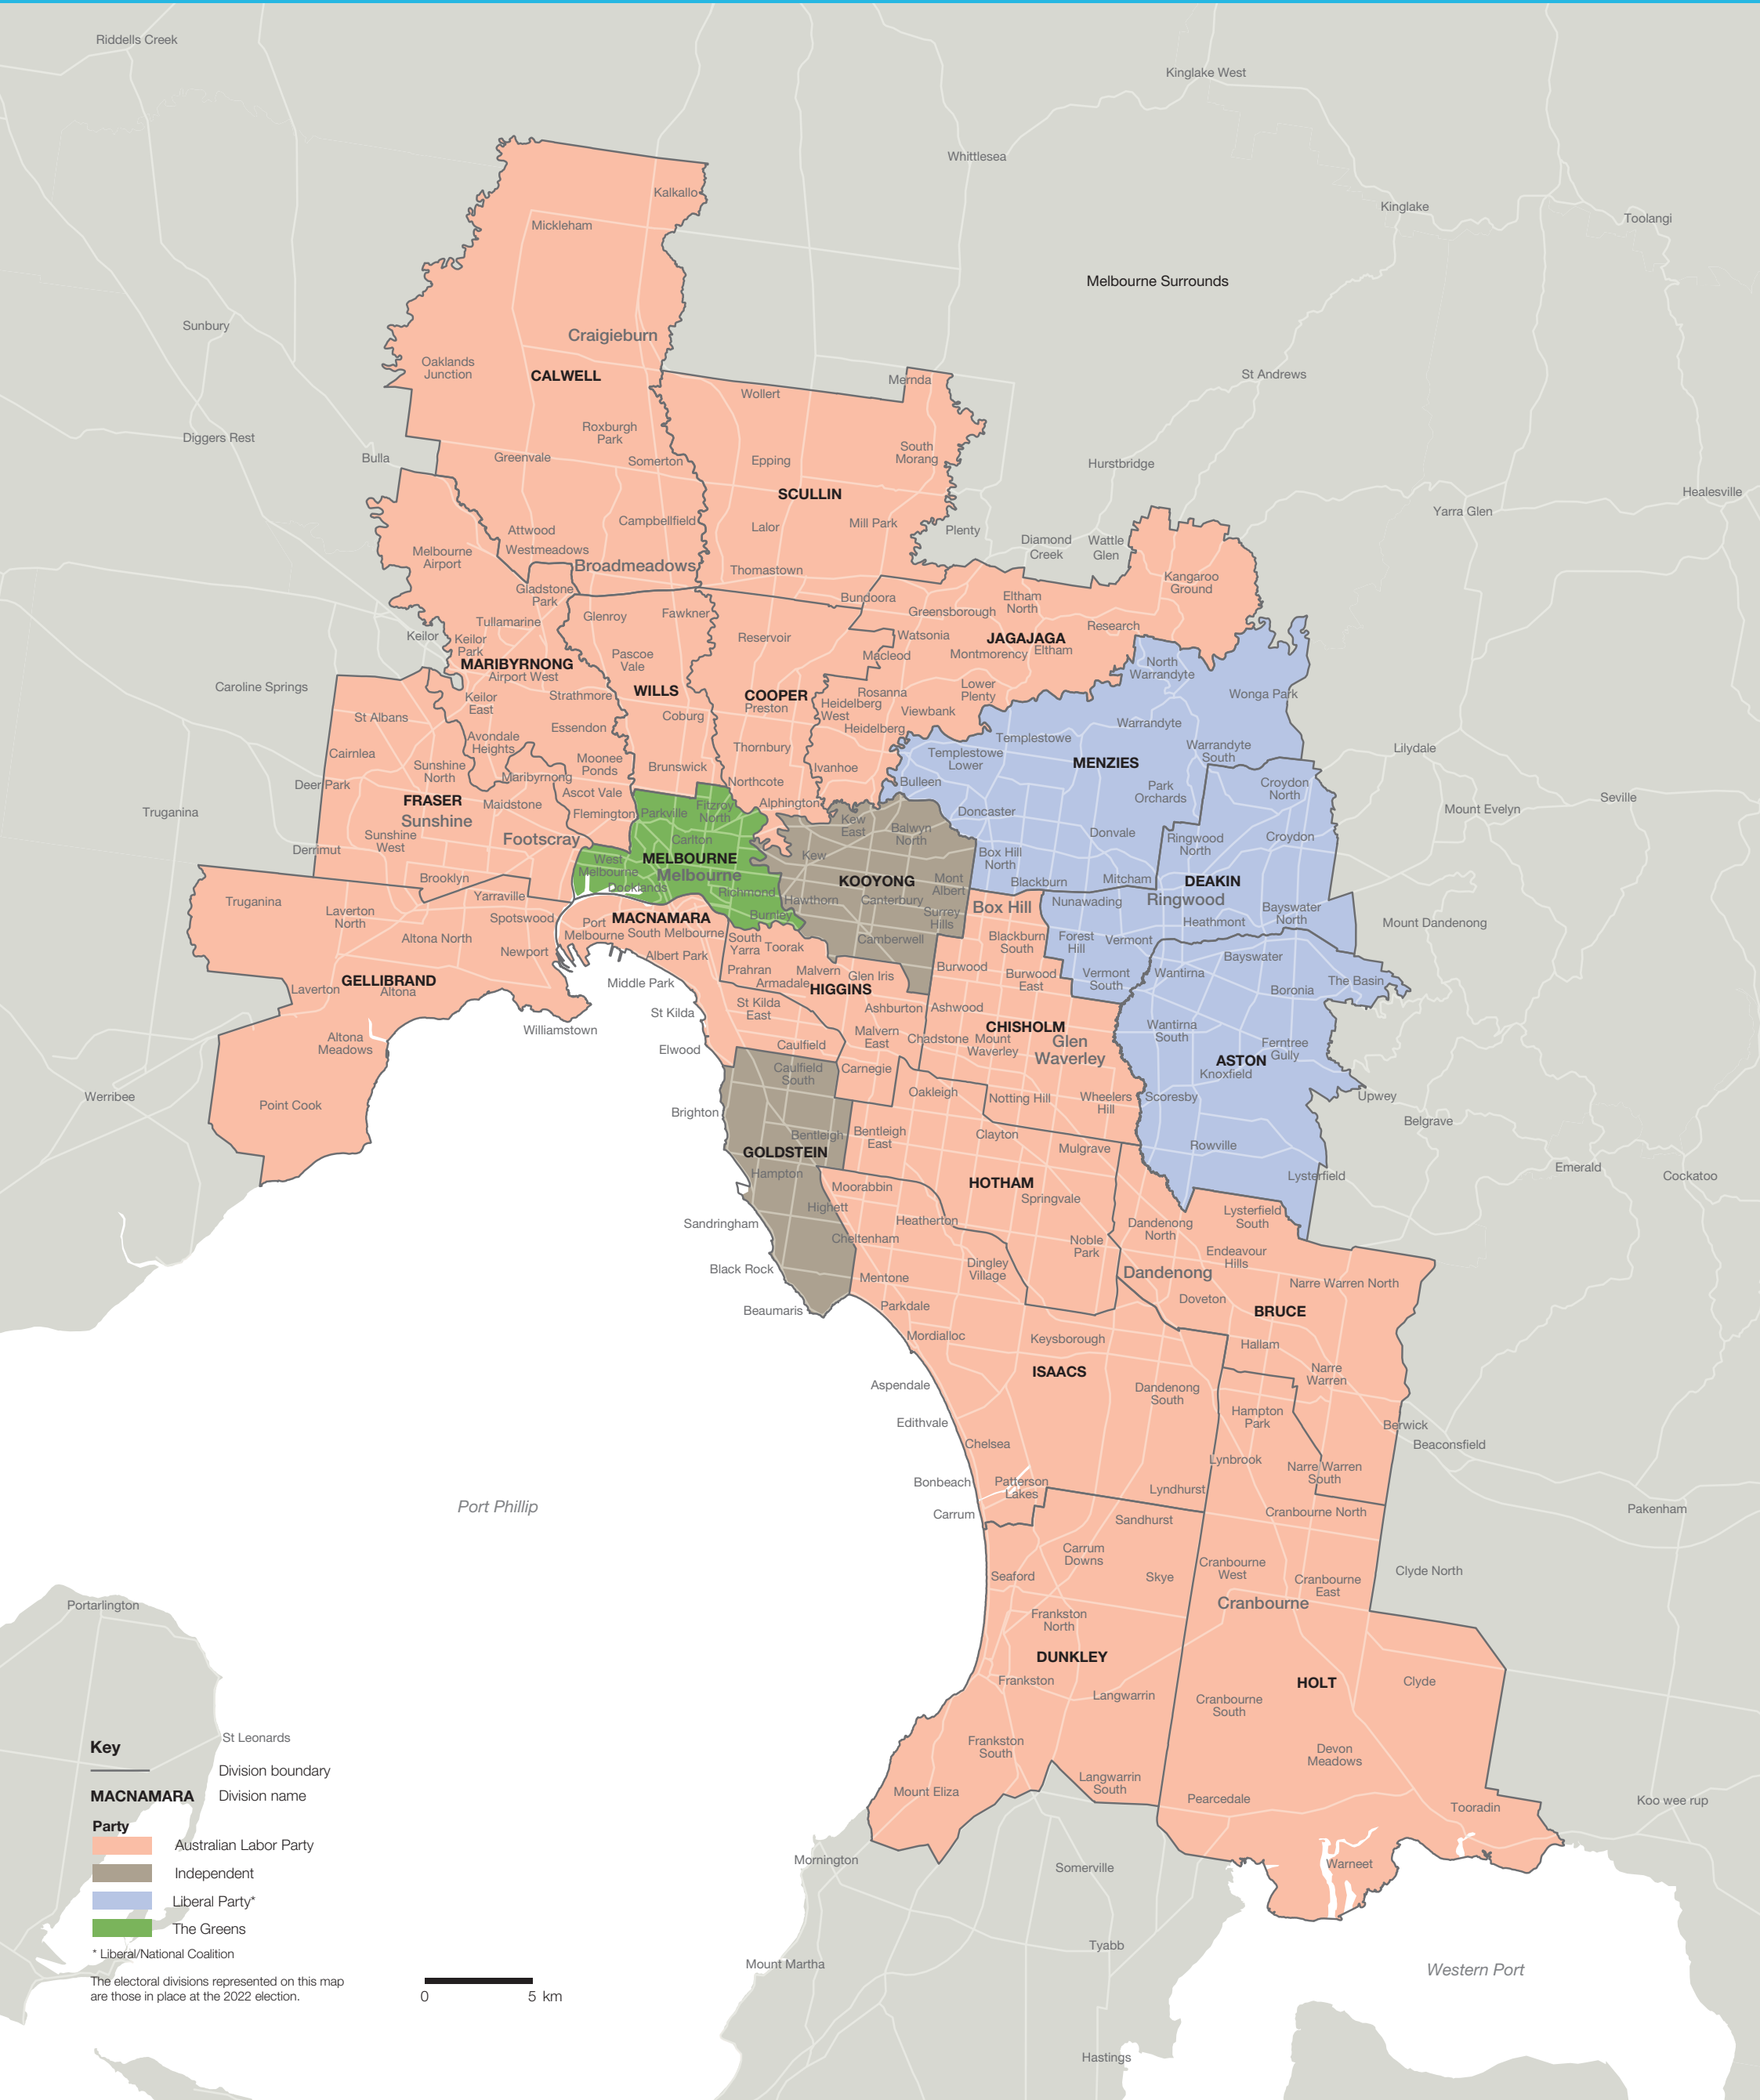 Riddells Creek
Kinglake West
Whittlesea
Kalkallo
Kinglake
Toolangi
Mickleham
Melbourne Surrounds
Sunbury
Craigieburn
Oaklands
Junction
CALWELL
St Andrews
Mernda
Wollert
Roxburgh
Park
Diggers Rest
South
Morang
Bulla
Greenvale
Somerton
Epping
Hurstbridge
SCULLIN
Healesville
Yarra Glen
Campbellfield
Lalor
Mill Park
Attwood
Plenty
Diamond
Creek
Wattle
Glen
Melbourne
Airport
Westmeadows
Broadmeadows
Thomastown
Kangaroo
Ground
Gladstone
Park
Bundoora
Eltham
North
Greensborough
Glenroy
Fawkner
Tullamarine
Research
Keilor
Keilor
Park
Reservoir
Watsonia
JAGAJAGA
Macleod
Montmorency
Eltham
Pascoe
Vale
MARIBYRNONG
Airport West
North
Warrandyte
Caroline Springs
Strathmore
WILLS
COOPER
Preston
Rosanna
Lower
Plenty
Wonga Park
Keilor
East
Heidelberg
West
Viewbank
St Albans
Coburg
Essendon
Heidelberg
Warrandyte
Avondale
Heights
Templestowe
Cairnlea
Thornbury
Templestowe
Lower
Warrandyte
South
Lilydale
Moonee
Ponds
MENZIES
Sunshine
North
Maribyrnong
Brunswick
Ivanhoe
Northcote
Bulleen
Deer Park
Park
Orchards
Croydon
North
Ascot Vale
FRASER
Maidstone
Alphington
Seville
Truganina
Fitzroy
North
Flemington
Parkville
Doncaster
Mount Evelyn
Sunshine
Kew
East
Balwyn
North
Donvale
Sunshine
West
Footscray
Carlton
Ringwood
North
Croydon
Derrimut
West
Melbourne
MELBOURNE
Melbourne
Kew
Box Hill
North
Brooklyn
Docklands
KOOYONG
Mont
Albert
Blackburn
Mitcham
DEAKIN
Yarraville
Richmond
Hawthorn
Canterbury
Nunawading
Ringwood
Truganina
Laverton
North
Spotswood
Port
Melbourne
MACNAMARA
South Melbourne
Burnley
Surrey
Hills
Box Hill
Bayswater
North
Heathmont
Mount Dandenong
Altona North
South
Yarra
Toorak
Camberwell
Blackburn
South
Forest
Hill
Vermont
Newport
Albert Park
Bayswater
Prahran
Armadale
Malvern
Glen Iris
Burwood
Burwood
East
Vermont
South
Wantirna
The Basin
GELLIBRAND
Altona
Laverton
Middle Park
HIGGINS
Boronia
St Kilda
East
Ashburton
Ashwood
Williamstown
St Kilda
CHISHOLM
Wantirna
South
Altona
Meadows
Malvern
East
Chadstone
Mount
Waverley
Glen
Waverley
Ferntree
Gully
Elwood
Caulfield
ASTON
Knoxfield
Caulfield
South
Carnegie
Werribee
Point Cook
Oakleigh
Notting Hill
Wheelers
Hill
Scoresby
Upwey
Brighton
Belgrave
Bentleigh
Bentleigh
East
Clayton
Mulgrave
Rowville
GOLDSTEIN
Hampton
Emerald
Cockatoo
Lysterfield
Moorabbin
HOTHAM
Springvale
Highett
Sandringham
Heatherton
Dandenong
North
Lysterfield
South
Cheltenham
Noble
Park
Endeavour
Hills
Black Rock
Dingley
Village
Mentone
Dandenong
Narre Warren North
Beaumaris
Parkdale
Doveton
BRUCE
Mordialloc
Keysborough
Hallam
ISAACS
Narre
Warren
Aspendale
Dandenong
South
Hampton
Park
Edithvale
Berwick
Beaconsfield
Chelsea
Lynbrook
Narre Warren
South
Bonbeach
Patterson
Lakes
Lyndhurst
Port Phillip
Carrum
Sandhurst
Cranbourne North
Pakenham
Carrum
Downs
Cranbourne
West
Clyde North
Seaford
Skye
Cranbourne
East
Portarlington
Cranbourne
Frankston
North
DUNKLEY
HOLT
Frankston
Clyde
Langwarrin
Cranbourne
South
St Leonards
Frankston
South
Devon
Meadows
Langwarrin
South
Mount Eliza
Pearcedale
Tooradin
Koo wee rup
Mornington
Somerville
Warneet
Tyabb
Mount Martha
Western Port
Hastings
Key
Division boundary
MACNAMARA Division name
Party
Australian Labor Party
Independent
Liberal Party*
The Greens
* Liberal/National Coalition
The electoral divisions represented on this map
are those in place at the 2022 election.
0 5 km